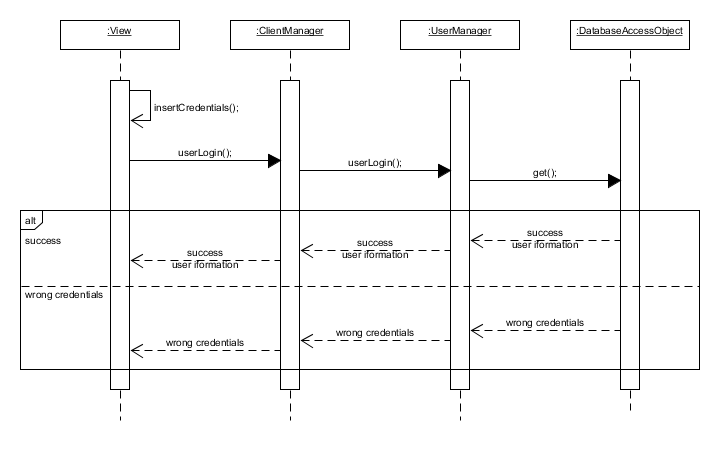 :View
:ClientManager
:UserManager
:DatabaseAccessObject
insertCredentials();
userLogin();
userLogin();
get();
alt
success
success
user iformation
success
user iformation
success
user iformation
wrong credentials
wrong credentials
wrong credentials
wrong credentials